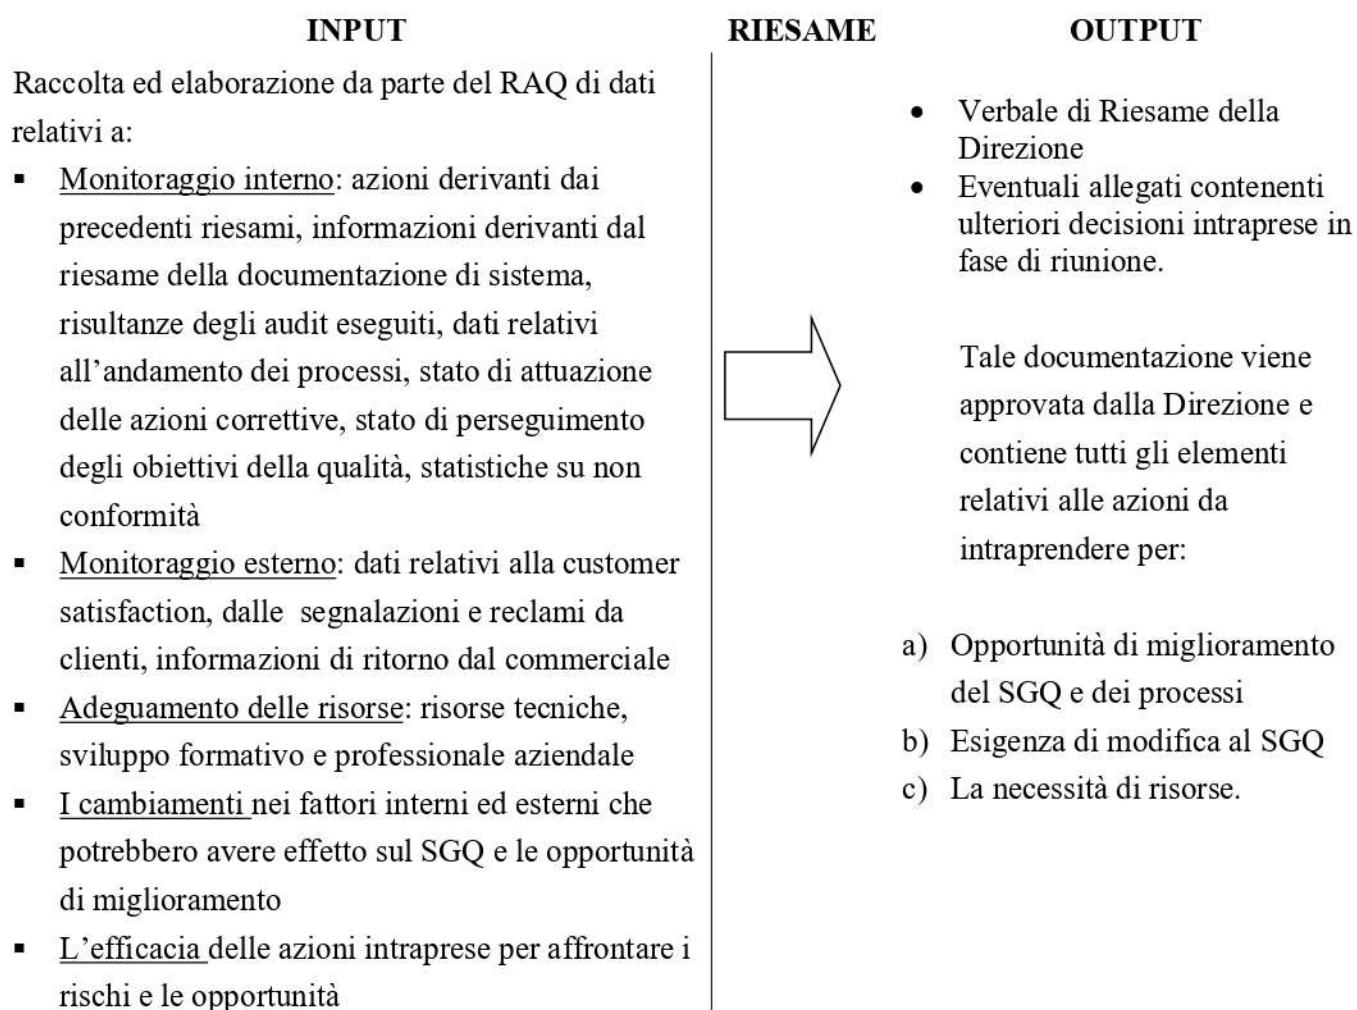 INPUT
RIESAME
OUTPUT
Raccolta ed elaborazione da parte del RAQ di dati
relativi a:
▪ Monitoraggio interno: azioni derivanti dai
precedenti riesami, informazioni derivanti dal
riesame della documentazione di sistema,
risultanze degli audit eseguiti, dati relativi
all’andamento dei processi, stato di attuazione
delle azioni correttive, stato di perseguimento
degli obiettivi della qualità, statistiche su non
conformità
▪ Monitoraggio esterno: dati relativi alla customer
satisfaction, dalle  segnalazioni e reclami da
clienti, informazioni di ritorno dal commerciale
▪ Adeguamento delle risorse: risorse tecniche,
sviluppo formativo e professionale aziendale
▪ I cambiamenti nei fattori interni ed esterni che
potrebbero avere effetto sul SGQ e le opportunità
di miglioramento
▪ L’efficacia delle azioni intraprese per affrontare i
rischi e le opportunità
• Verbale di Riesame della
Direzione
• Eventuali allegati contenenti
ulteriori decisioni intraprese in
fase di riunione.
Tale documentazione viene
approvata dalla Direzione e
contiene tutti gli elementi
relativi alle azioni da
intraprendere per:
a) Opportunità di miglioramento
del SGQ e dei processi
b) Esigenza di modifica al SGQ
c) La necessità di risorse.